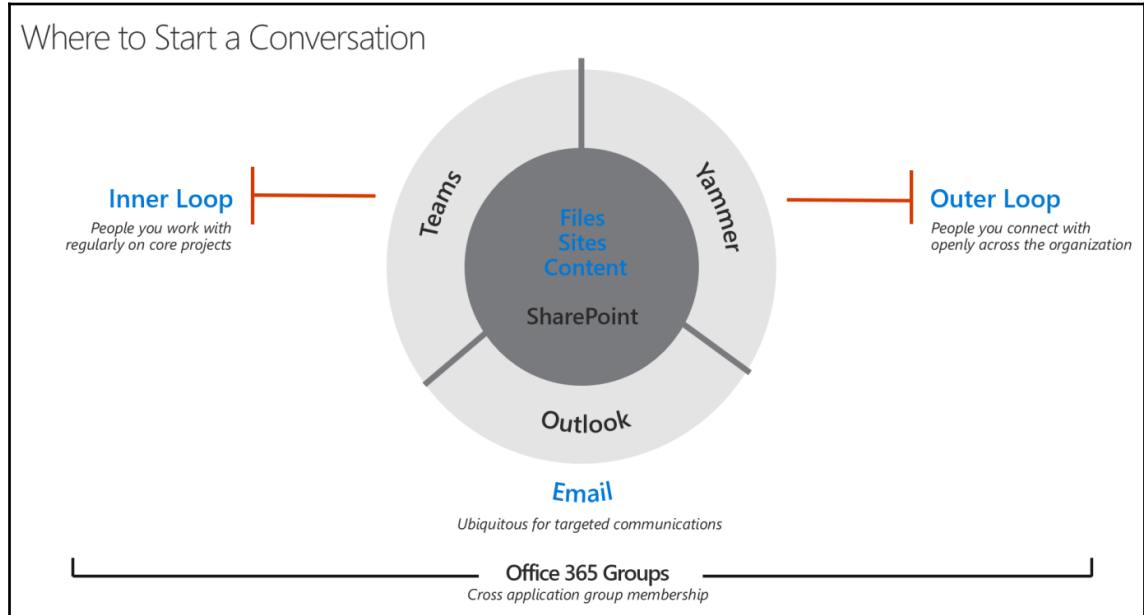 Where to Start a Conversation
Teams
Yammer
Inner Loop
People you work with
regularly on core projects
Files
Sites
Content
SharePoint
Outer Loop
People you connect with
openly across the organization
Outlook
Email
Ubiquitous for targeted communications
Office 365 Groups
Cross application group membership